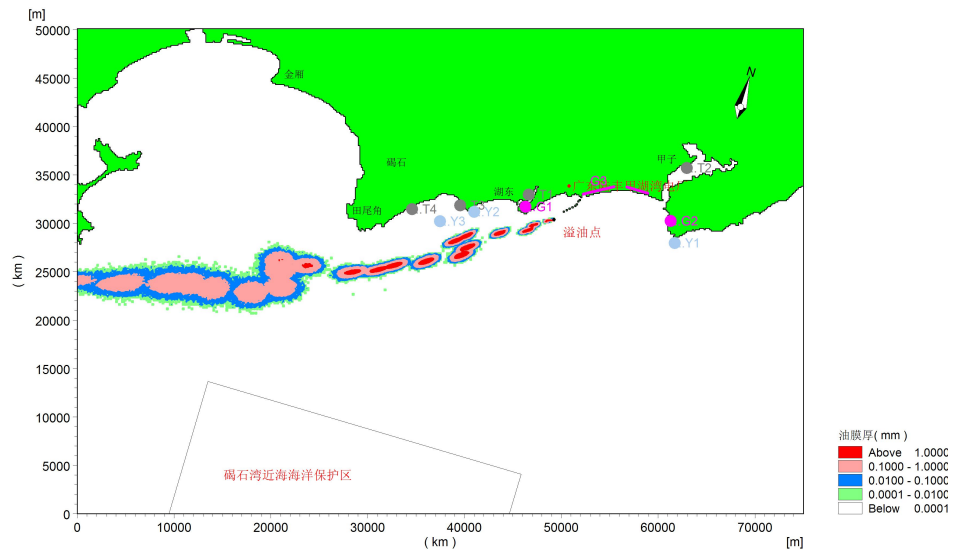 [m]
50000
45000
40000
35000
30000
25000
20000
15000
10000
5000
0
( km )
金厢
碣石
田尾角
湖东
甲子
N
.T4
.Y3
.Y2
.G1
G3
.T2
.G2
.Y1
溢油点
碣石湾近海海洋保护区
0
10000
20000
30000
40000
50000
60000
70000
( km )
[m]
油膜厚( mm )
Above 1.0000
0.1000 - 1.0000
0.0100 - 0.1000
0.0001 - 0.0100
Below 0.0001